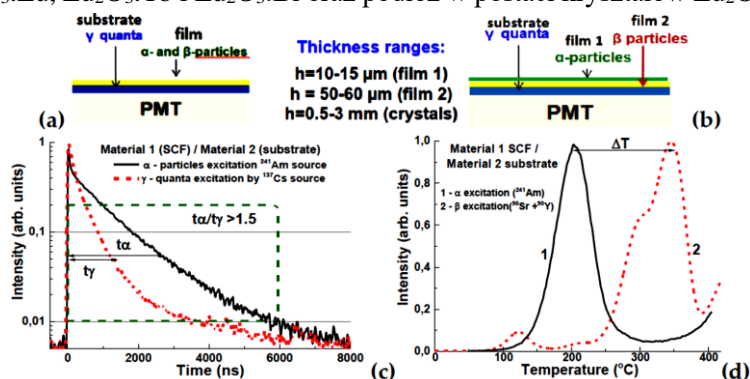 substrate
γ quanta
film
α- and β-particles
PMT
(a)
Thickness ranges:
h=10-15 µm (film 1)
h = 50-60 µm (film 2)
h=0.5-3 mm (crystals)
substrate
γ quanta
film 1
α-particles
film 2
β particles
PMT
(b)
Material 1 (SCF) / Material 2 (substrate)
α - particles excitation ²⁴¹Am source
γ - quanta excitation by ¹³⁷Cs source
tα/tγ >1.5
tα
tγ
Intensity (arb. units)
1
0,1
0,01
0
2000
4000
6000
8000
Time (ns)
(c)
Material 1 SCF /
Material 2 substrate
1 - α excitation (²⁴¹Am)
2 - β excitation(⁹⁰Sr +⁹⁰Y)
ΔT
1
2
Intensity (arb. units)
1,0
0,8
0,6
0,4
0,2
0,0
0
100
200
300
400
Temperature (°C)
(d)